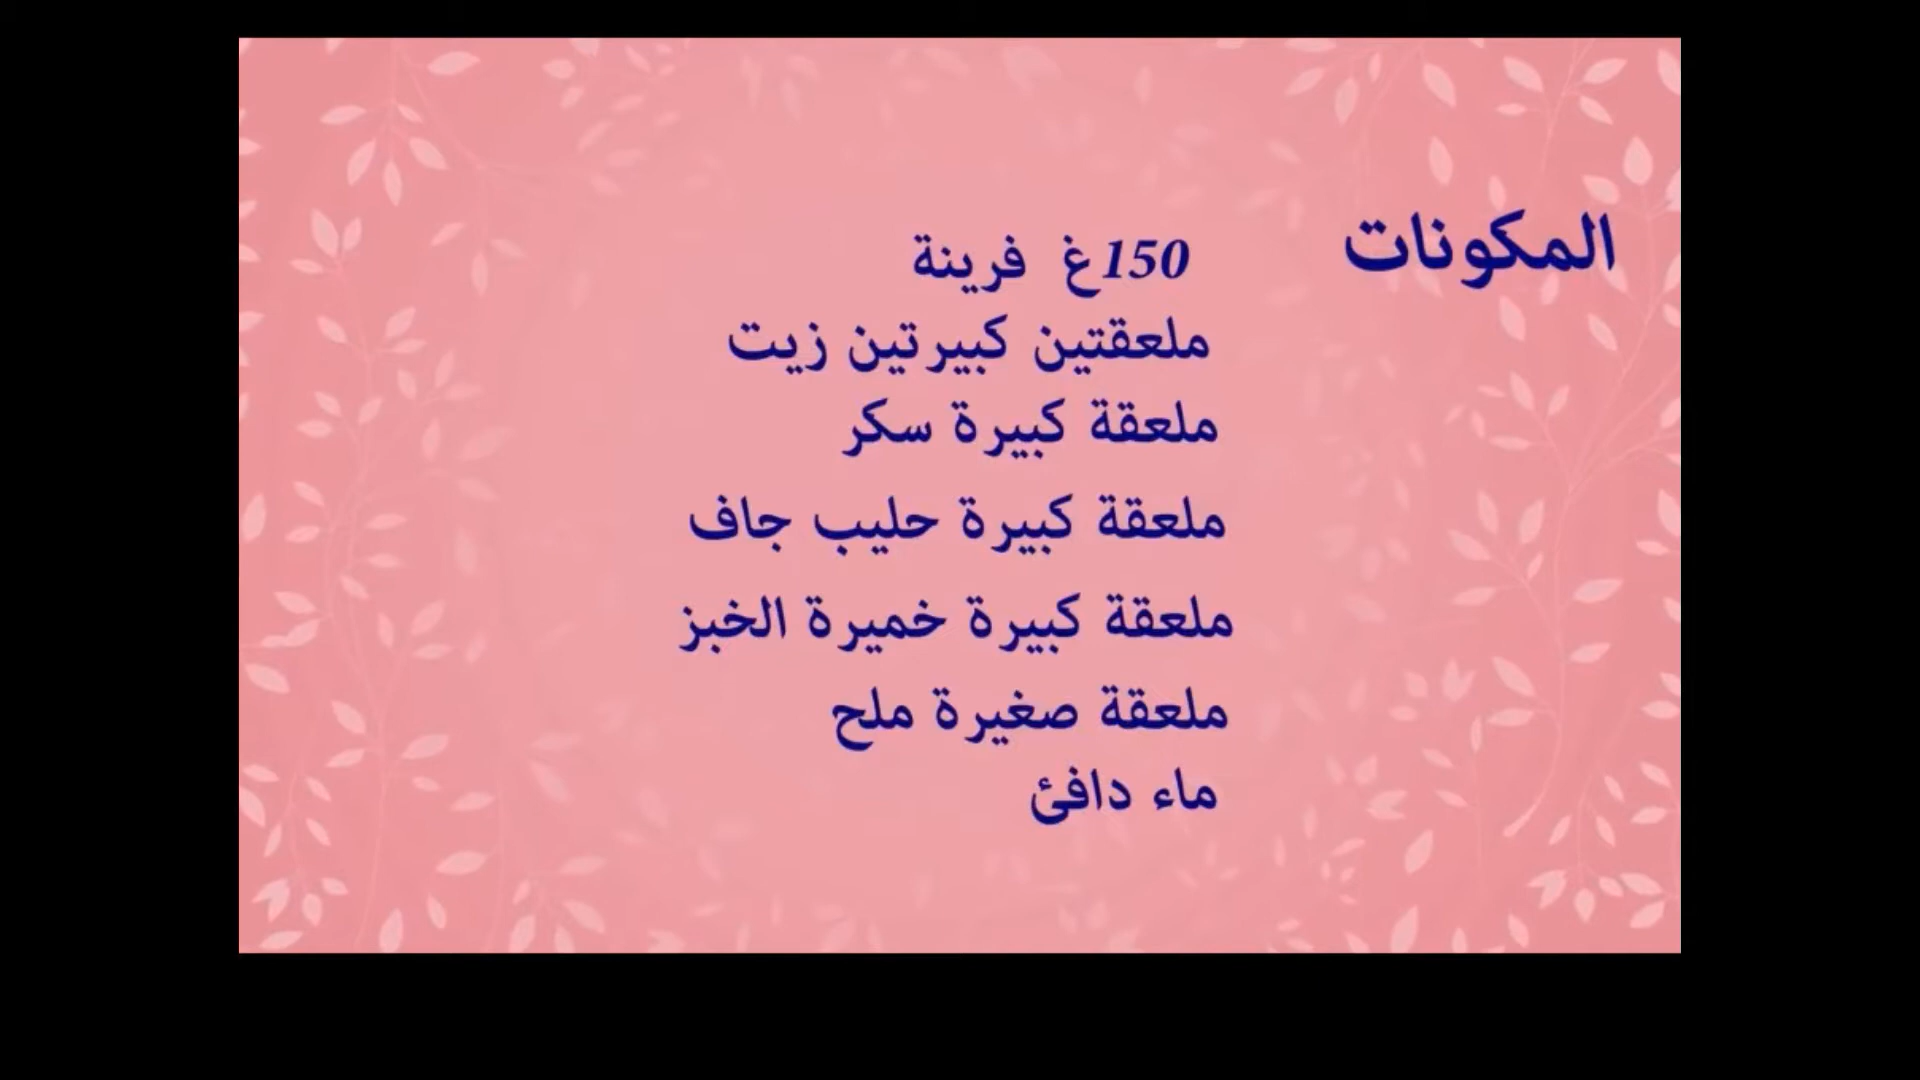 المكونات
150غ فرينة
ملعقتين كبيرتين زيت
ملعقة كبيرة سكر
ملعقة كبيرة حليب جاف
ملعقة كبيرة خميرة الخبز
ملعقة صغيرة ملح
ماء دافئ